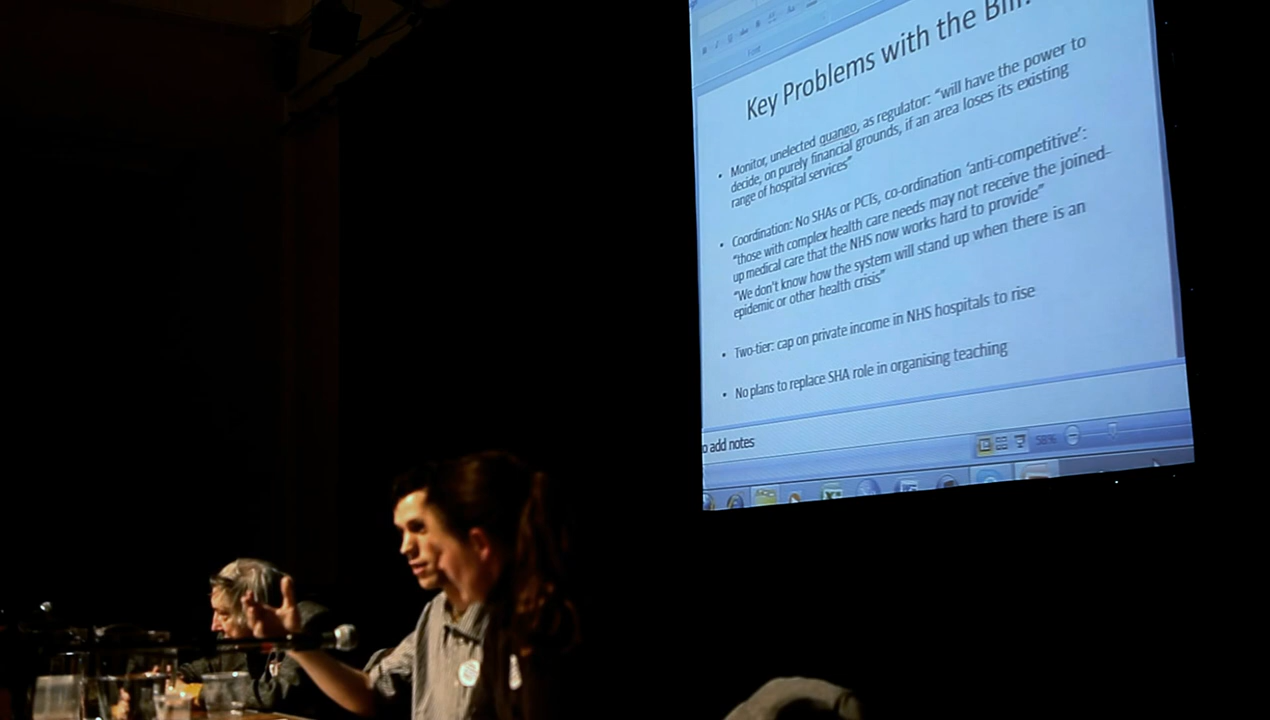 Font
Key Problems with the Bill:
• Monitor, unelected quango, as regulator: “will have the power to
decide, on purely financial grounds, if an area loses its existing
range of hospital services”
• Coordination: No SHAs or PCTs, co-ordination ‘anti-competitive’:
“those with complex health care needs may not receive the joined-
up medical care that the NHS now works hard to provide”
“We don’t know how the system will stand up when there is an
epidemic or other health crisis”
• Two-tier: cap on private income in NHS hospitals to rise
• No plans to replace SHA role in organising teaching
o add notes
58%